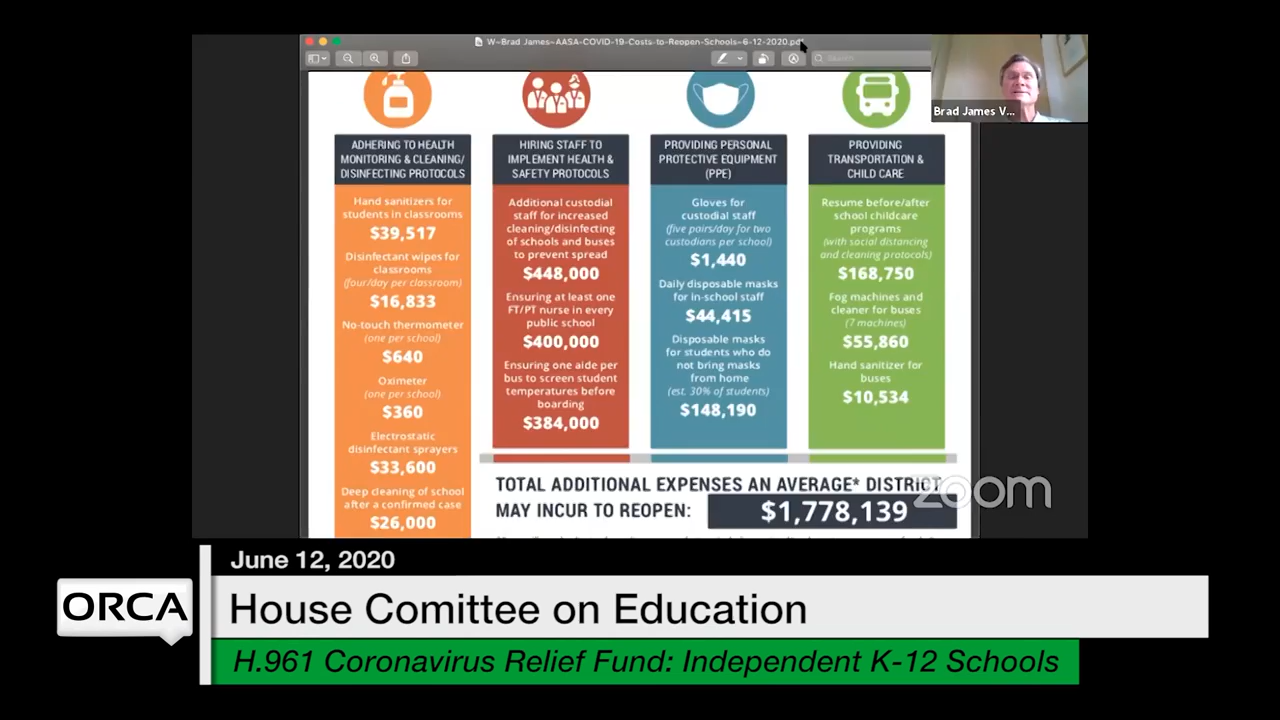 W~Brad James~AASA-COVID-19-Costs-to-Reopen-Schools~6-12-2020.pdf
Search
Brad James V...
ADHERING TO HEALTH
MONITORING & CLEANING/
DISINFECTING PROTOCOLS
Hand sanitizers for
students in classrooms
$39,517
Disinfectant wipes for
classrooms
(four/day per classroom)
$16,833
No-touch thermometer
(one per school)
$640
Oximeter
(one per school)
$360
Electrostatic
disinfectant sprayers
$33,600
Deep cleaning of school
after a confirmed case
$26,000
HIRING STAFF TO
IMPLEMENT HEALTH &
SAFETY PROTOCOLS
Additional custodial
staff for increased
cleaning/disinfecting
of schools and buses
to prevent spread
$448,000
Ensuring at least one
FT/PT nurse in every
public school
$400,000
Ensuring one aide per
bus to screen student
temperatures before
boarding
$384,000
PROVIDING PERSONAL
PROTECTIVE EQUIPMENT
(PPE)
Gloves for
custodial staff
(five pairs/day for two
custodians per school)
$1,440
Daily disposable masks
for in-school staff
$44,415
Disposable masks
for students who do
not bring masks
from home
(est. 30% of students)
$148,190
PROVIDING
TRANSPORTATION &
CHILD CARE
Resume before/after
school childcare
programs
(with social distancing
and cleaning protocols)
$168,750
Fog machines and
cleaner for buses
(7 machines)
$55,860
Hand sanitizer for
buses
$10,534
TOTAL ADDITIONAL EXPENSES AN AVERAGE* DISTRICT
MAY INCUR TO REOPEN:
$1,778,139
zoom
June 12, 2020
ORCA
House Comittee on Education
H.961 Coronavirus Relief Fund: Independent K-12 Schools